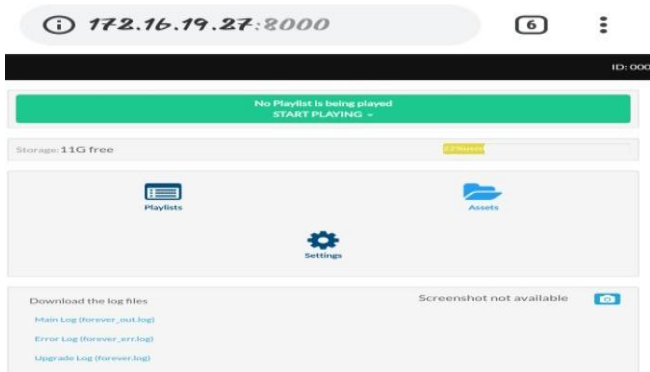 172.16.19.27:8000
6
ID: 000
No Playlist is being played
START PLAYING
Storage: 11G free
Playlists
Assets
Settings
Download the log files
Screenshot not available
Main Log (forever_out.log)
Error Log (forever_err.log)
Upgrade Log (forever.log)